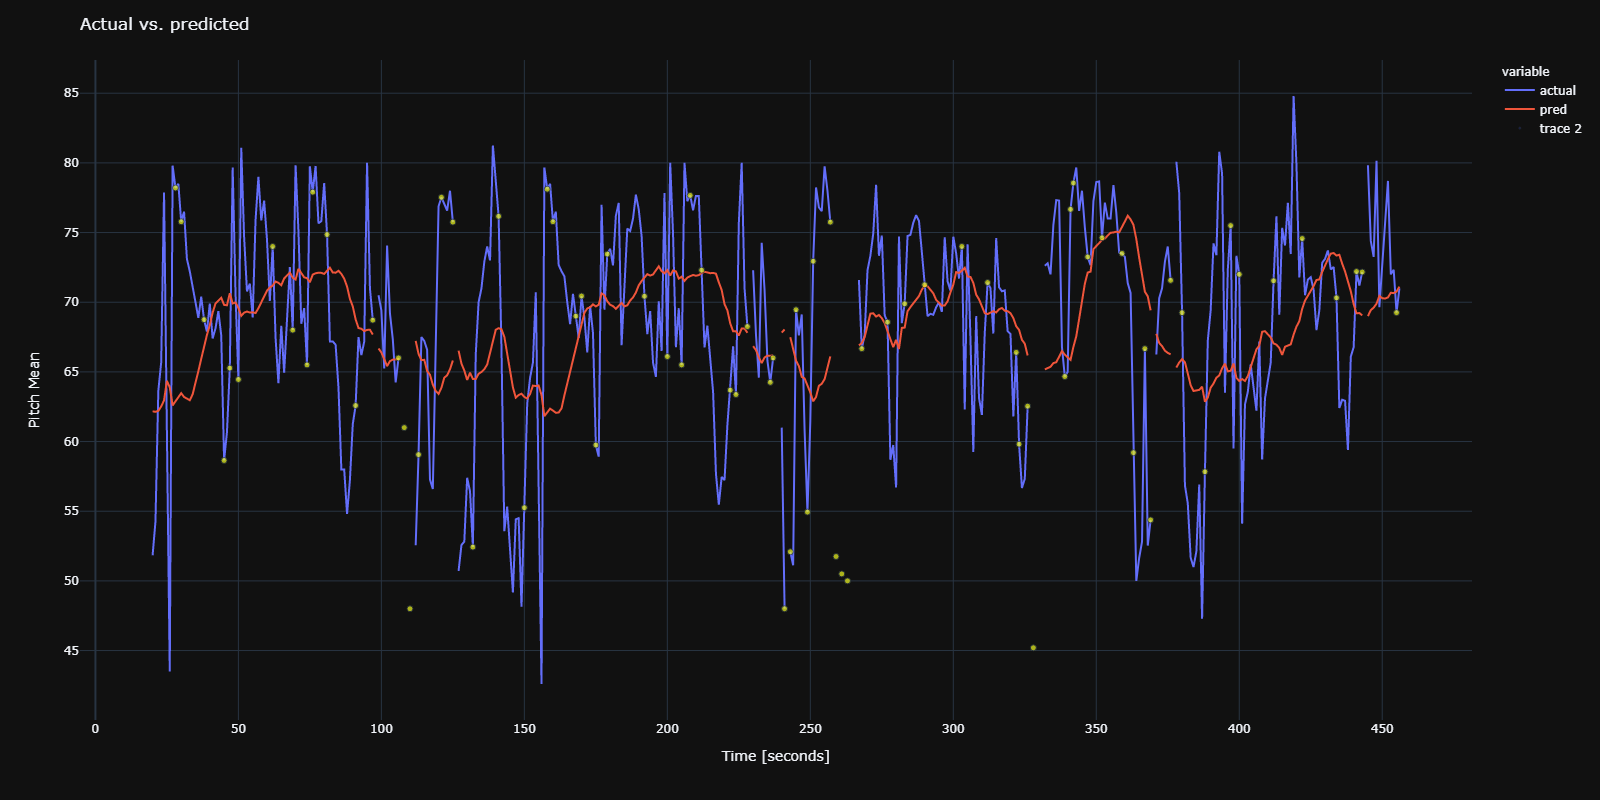 Actual vs. predicted
variable
actual
pred
trace 2
Pitch Mean
85
80
75
70
65
60
55
50
45
0 50 100 150 200 250 300 350 400 450
Time [seconds]